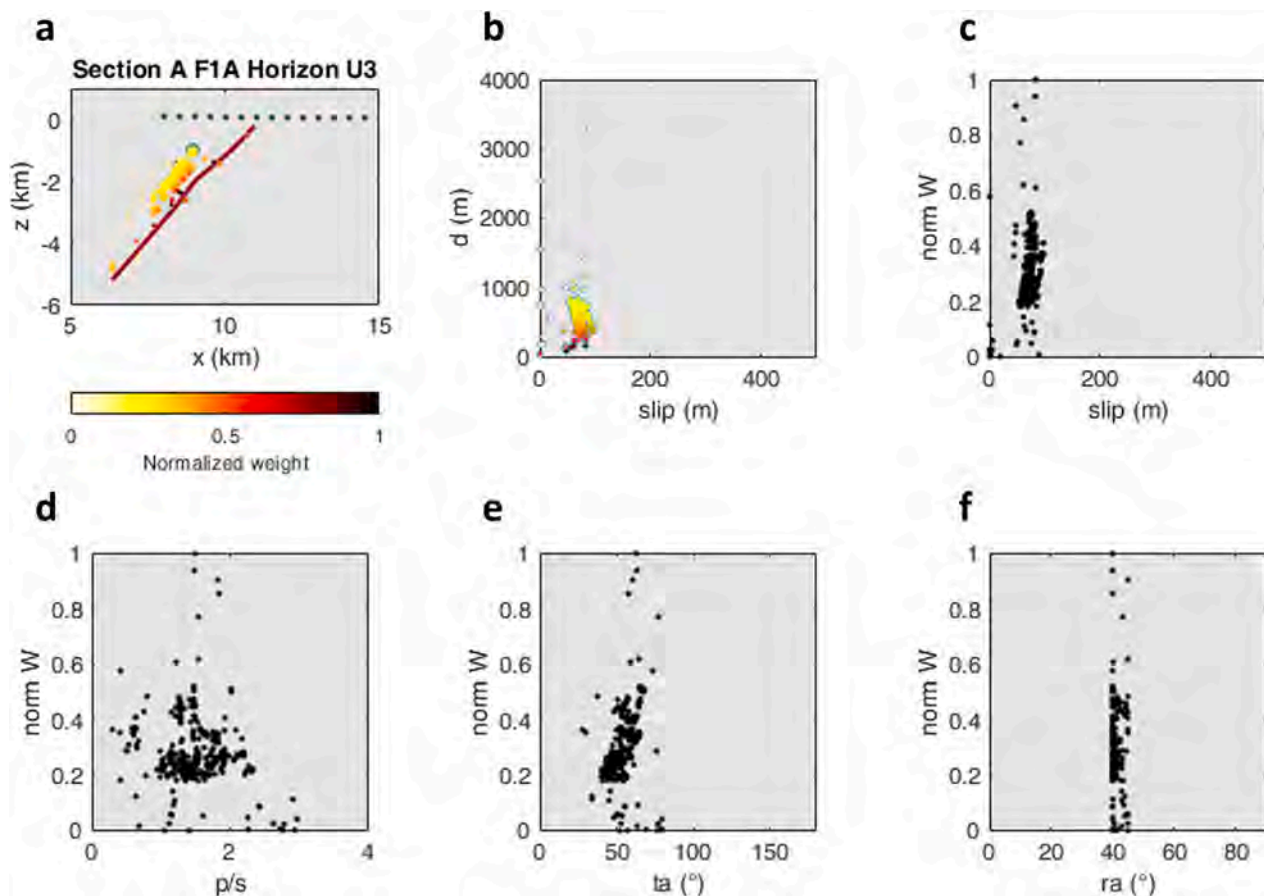 a
Section A F1A Horizon U3
0
-2
-4
-6
z (km)
5
10
15
x (km)
0
0.5
1
Normalized weight
b
4000
3000
2000
1000
0
d (m)
0
200
400
slip (m)
c
1
0.8
0.6
0.4
0.2
0
norm W
0
200
400
slip (m)
d
1
0.8
0.6
0.4
0.2
0
norm W
0
2
4
p/s
e
1
0.8
0.6
0.4
0.2
0
norm W
0
50
100
150
ta (°)
f
1
0.8
0.6
0.4
0.2
0
norm W
0
20
40
60
80
ra (°)